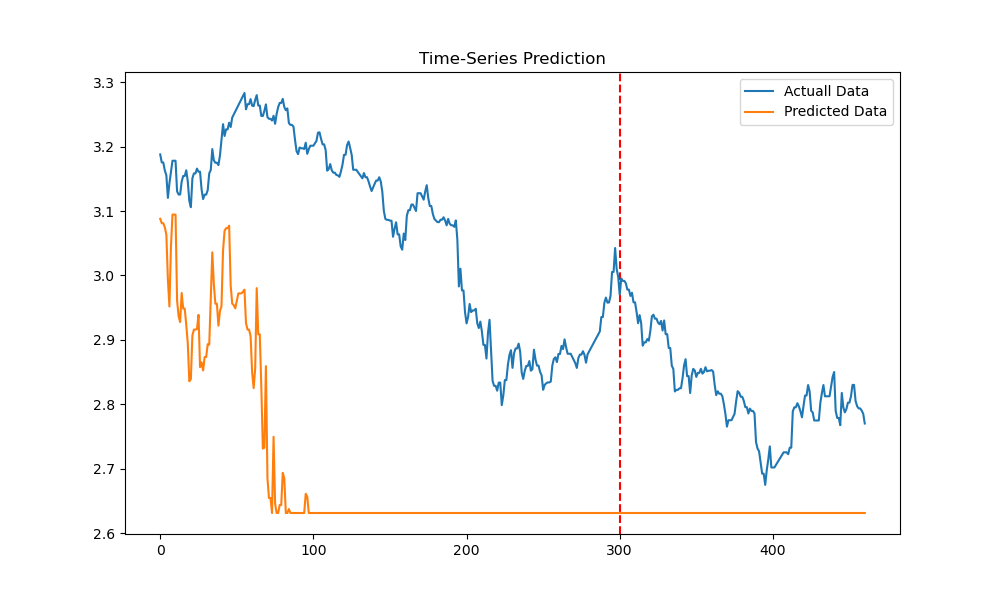 Time-Series Prediction
Actuall Data
Predicted Data
3.3
3.2
3.1
3.0
2.9
2.8
2.7
2.6
0 100 200 300 400